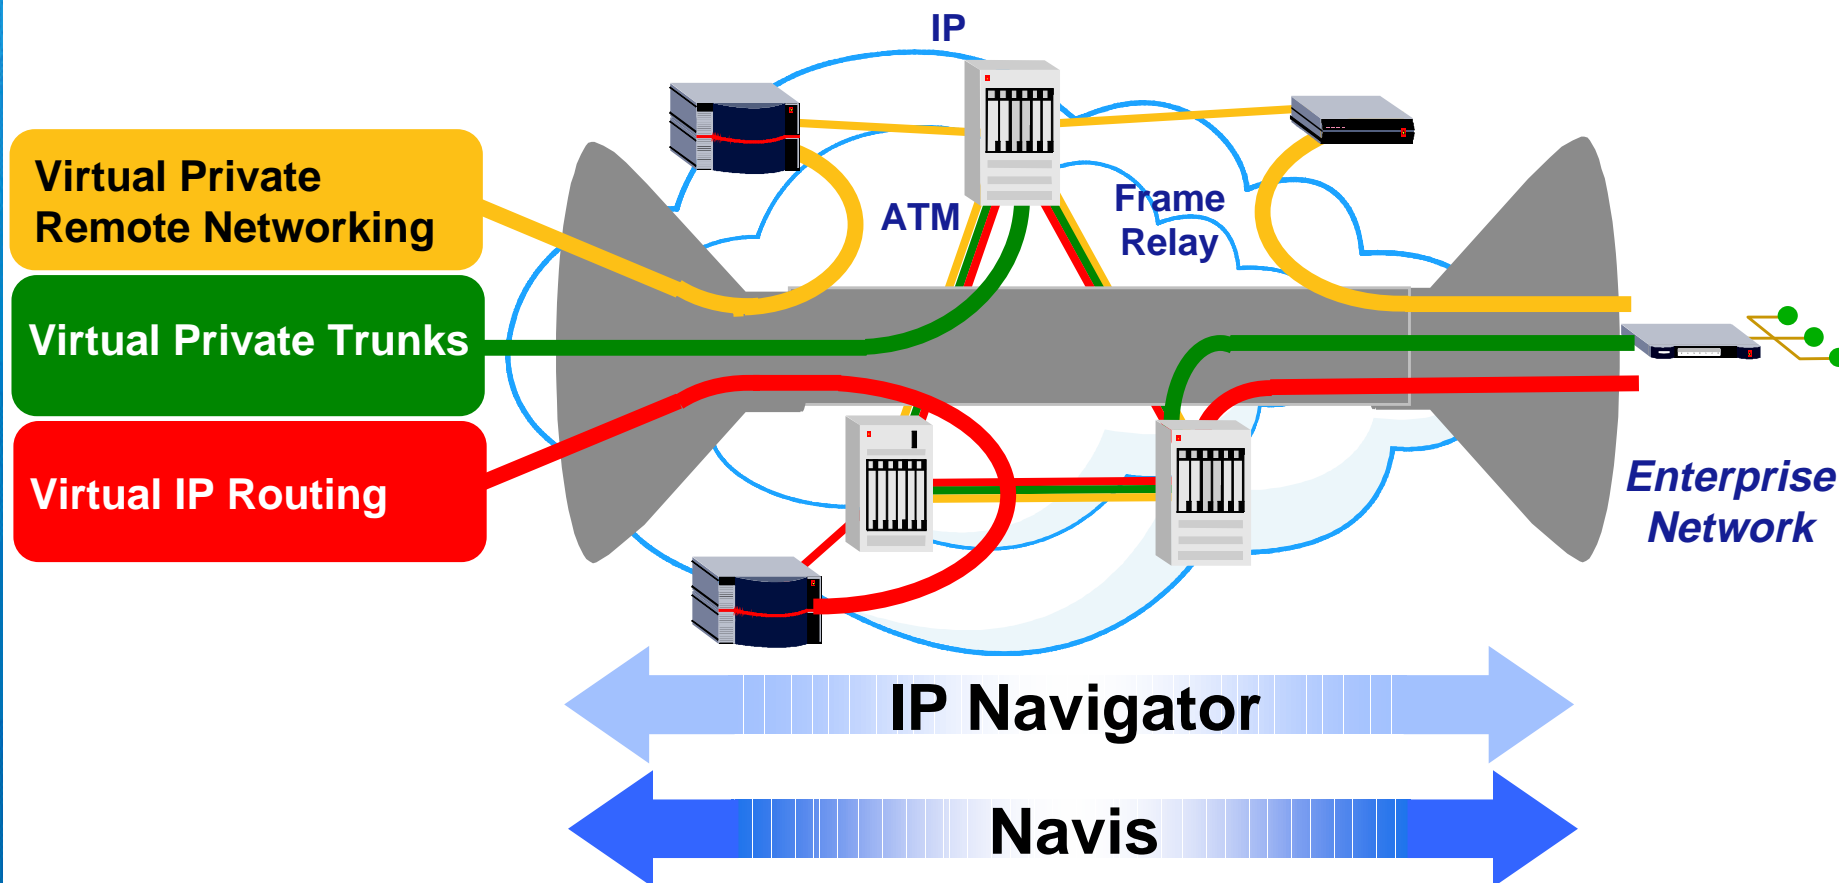 IP
Virtual Private
Remote Networking
ATM
Frame
Relay
Virtual Private Trunks
Virtual IP Routing
Enterprise
Network
IP Navigator
Navis